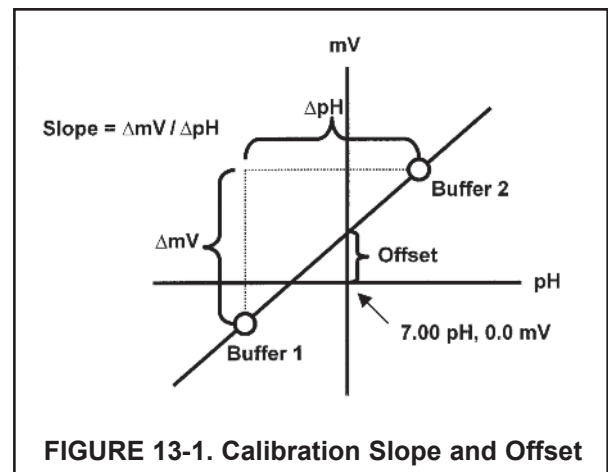 mV
ΔpH
Slope = ΔmV / ΔpH
Buffer 2
ΔmV
Offset
pH
7.00 pH, 0.0 mV
Buffer 1
FIGURE 13-1. Calibration Slope and Offset